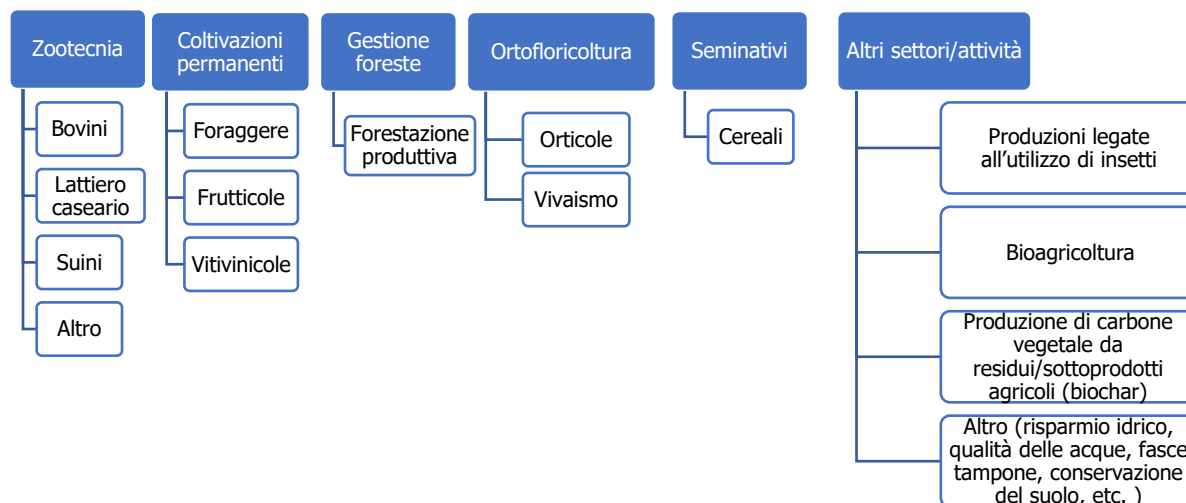 Zootecnia
Bovini
Lattiero
caseario
Suini
Altro
Coltivazioni
permanenti
Foraggere
Frutticole
Vitivinicole
Gestione
foreste
Forestazione
produttiva
Ortofloricoltura
Orticole
Vivaismo
Seminativi
Cereali
Altri settori/attività
Produzioni legate
all'utilizzo di insetti
Bioagricoltura
Produzione di carbone
vegetale da
residui/sottoprodotti
agricoli (biochar)
Altro (risparmio idrico,
qualità delle acque, fasce
tampone, conservazione
del suolo, etc. )